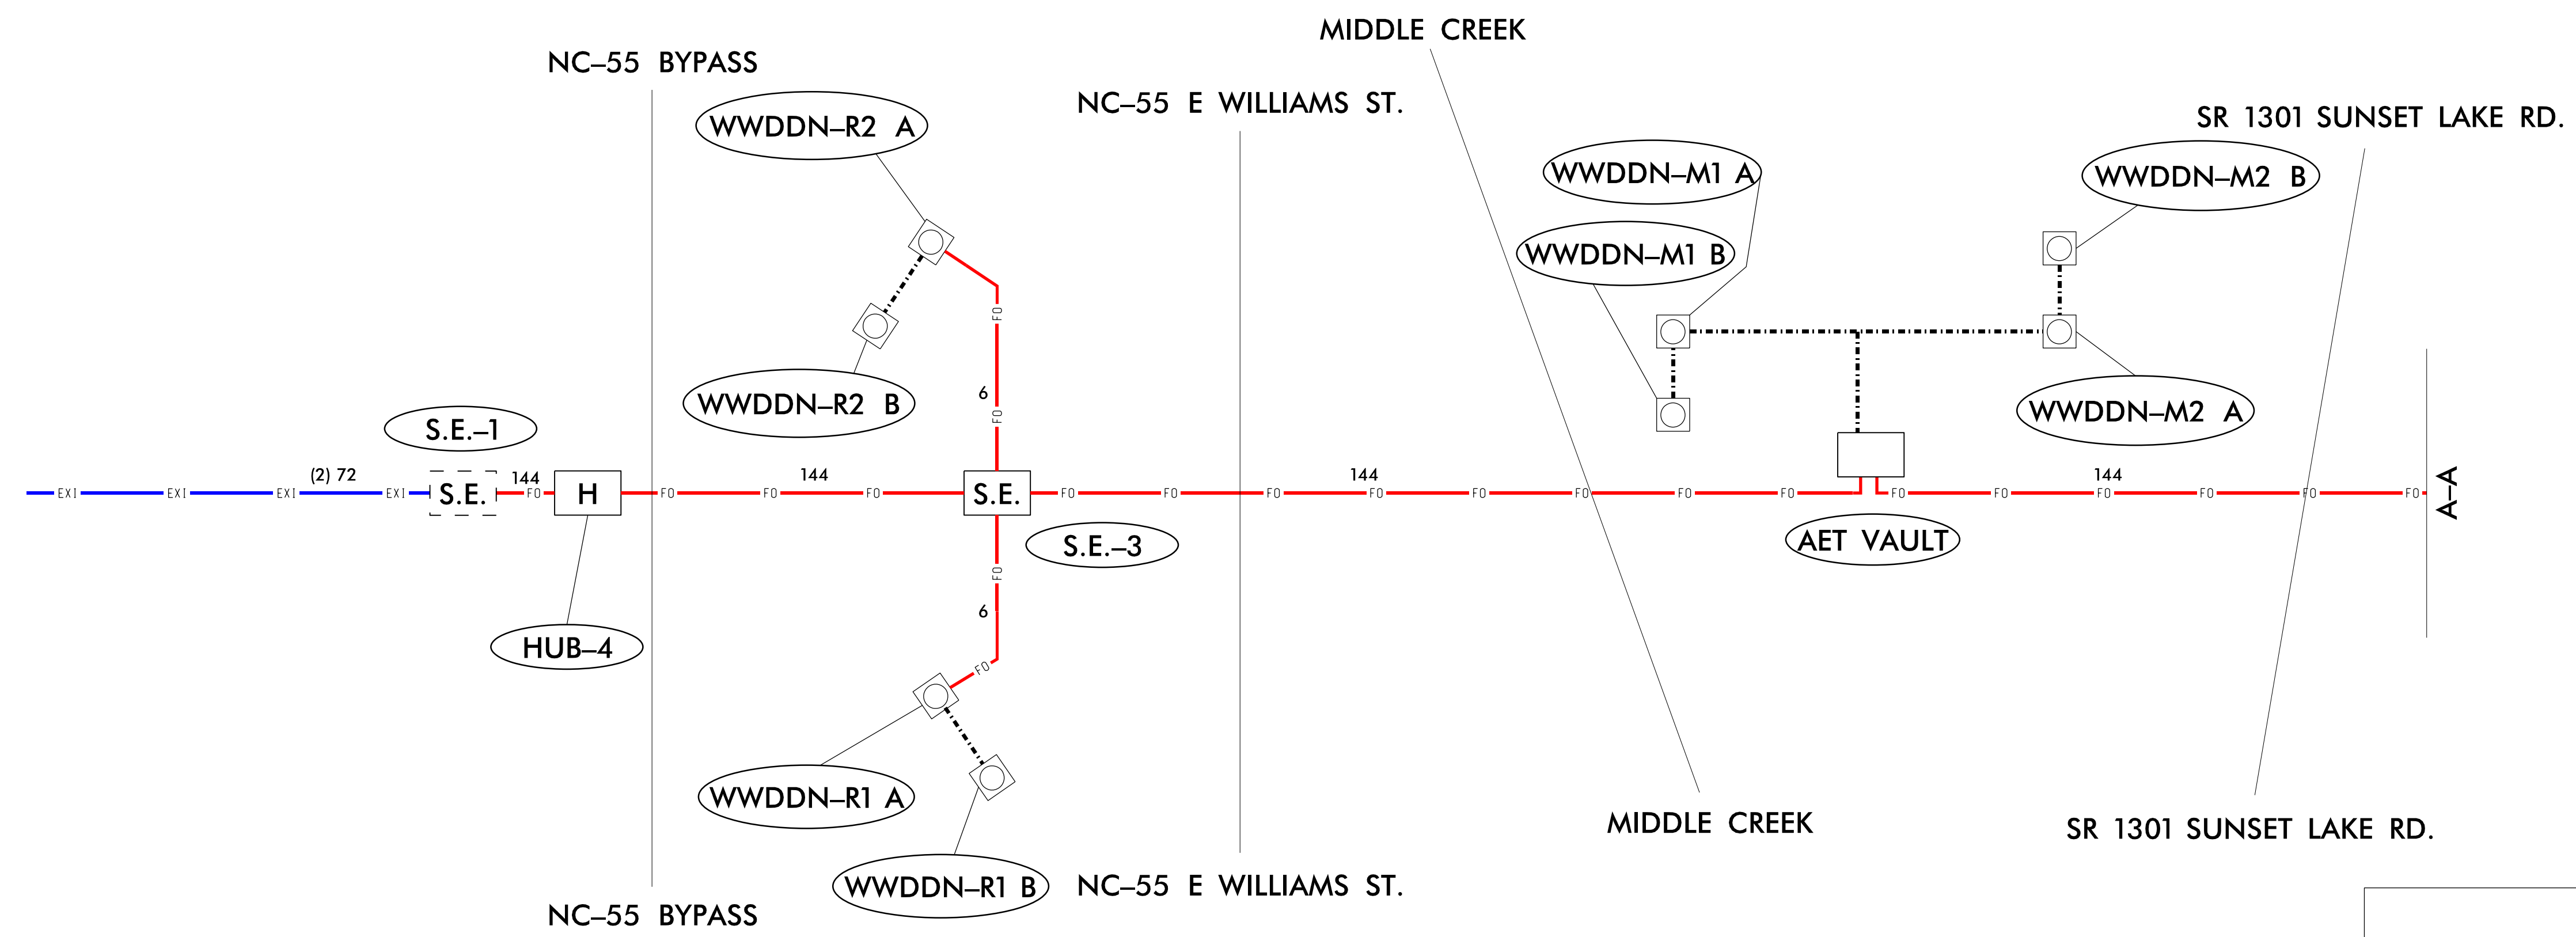 MIDDLE CREEK
NC–55 BYPASS
NC–55 E WILLIAMS ST.
SR 1301 SUNSET LAKE RD.
WWDDN–R2 A
WWDDN–M1 A
WWDDN–M2 B
WWDDN–M1 B
FO
6
WWDDN–R2 B
WWDDN–M2 A
FO
S.E.–1
(2) 72
144
144
144
144
EXI EXI EXI EXI S.E. FO H FO FO FO S.E. FO FO FO FO FO FO FO FO FO FO FO FO FO FO
A–A
S.E.–3
AET VAULT
FO
6
HUB–4
FO
WWDDN–R1 A
MIDDLE CREEK
SR 1301 SUNSET LAKE RD.
WWDDN–R1 B
NC–55 E WILLIAMS ST.
NC–55 BYPASS